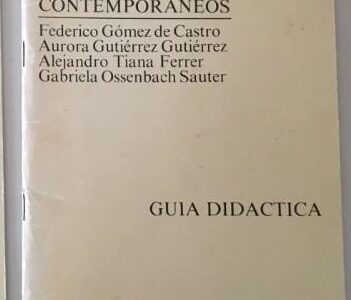 CONTEMPORANEOS
Federico Gómez de Castro
Aurora Gutiérrez Gutiérrez
Alejandro Tiana Ferrer
Gabriela Ossenbach Sauter
GUIA DIDACTICA